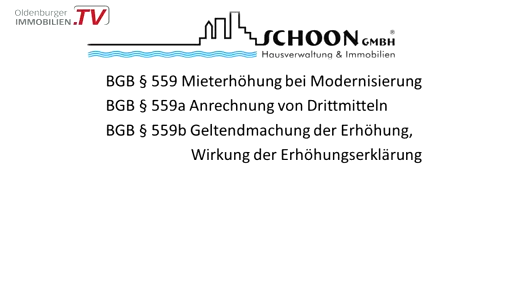 Oldenburger
IMMOBILIEN.TV
SCHOON GMBH®
Hausverwaltung & Immobilien
BGB § 559 Mieterhöhung bei Modernisierung
BGB § 559a Anrechnung von Drittmitteln
BGB § 559b Geltendmachung der Erhöhung,
Wirkung der Erhöhungserklärung